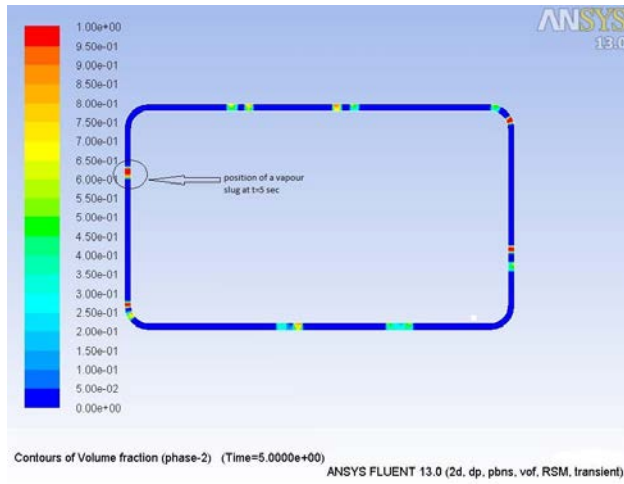 ANSYS
13.0
1.00e+00
9.50e-01
9.00e-01
8.50e-01
8.00e-01
7.50e-01
7.00e-01
6.50e-01
6.00e-01
5.50e-01
5.00e-01
4.50e-01
4.00e-01
3.50e-01
3.00e-01
2.50e-01
2.00e-01
1.50e-01
1.00e-01
5.00e-02
0.00e+00
position of a vapour
slug at t=5 sec
Contours of Volume fraction (phase-2) (Time=5.0000e+00)
ANSYS FLUENT 13.0 (2d, dp, pbns, vof, RSM, transient)